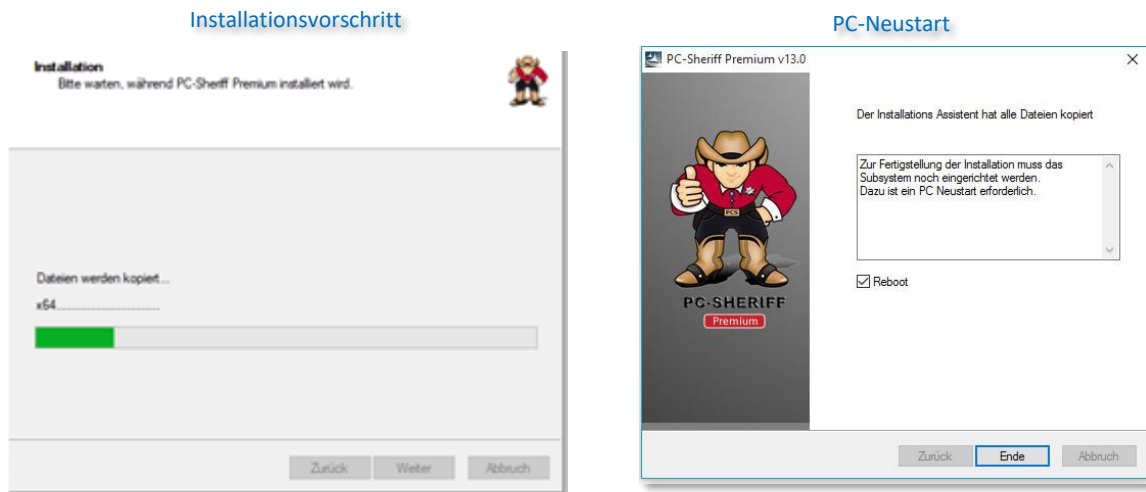 Installationsvorschritt
Installation
Bitte warten, während PC-Sheriff Premium installiert wird.
Dateien werden kopiert...
x64........................
Zurück
Weiter
Abbruch
PC-Neustart
PC-Sheriff Premium v13.0
Der Installations Assistent hat alle Dateien kopiert
Zur Fertigstellung der Installation muss das
Subsystem noch eingerichtet werden.
Dazu ist ein PC Neustart erforderlich.
Reboot
PCS
PC-SHERIFF
Premium
Zurück
Ende
Abbruch